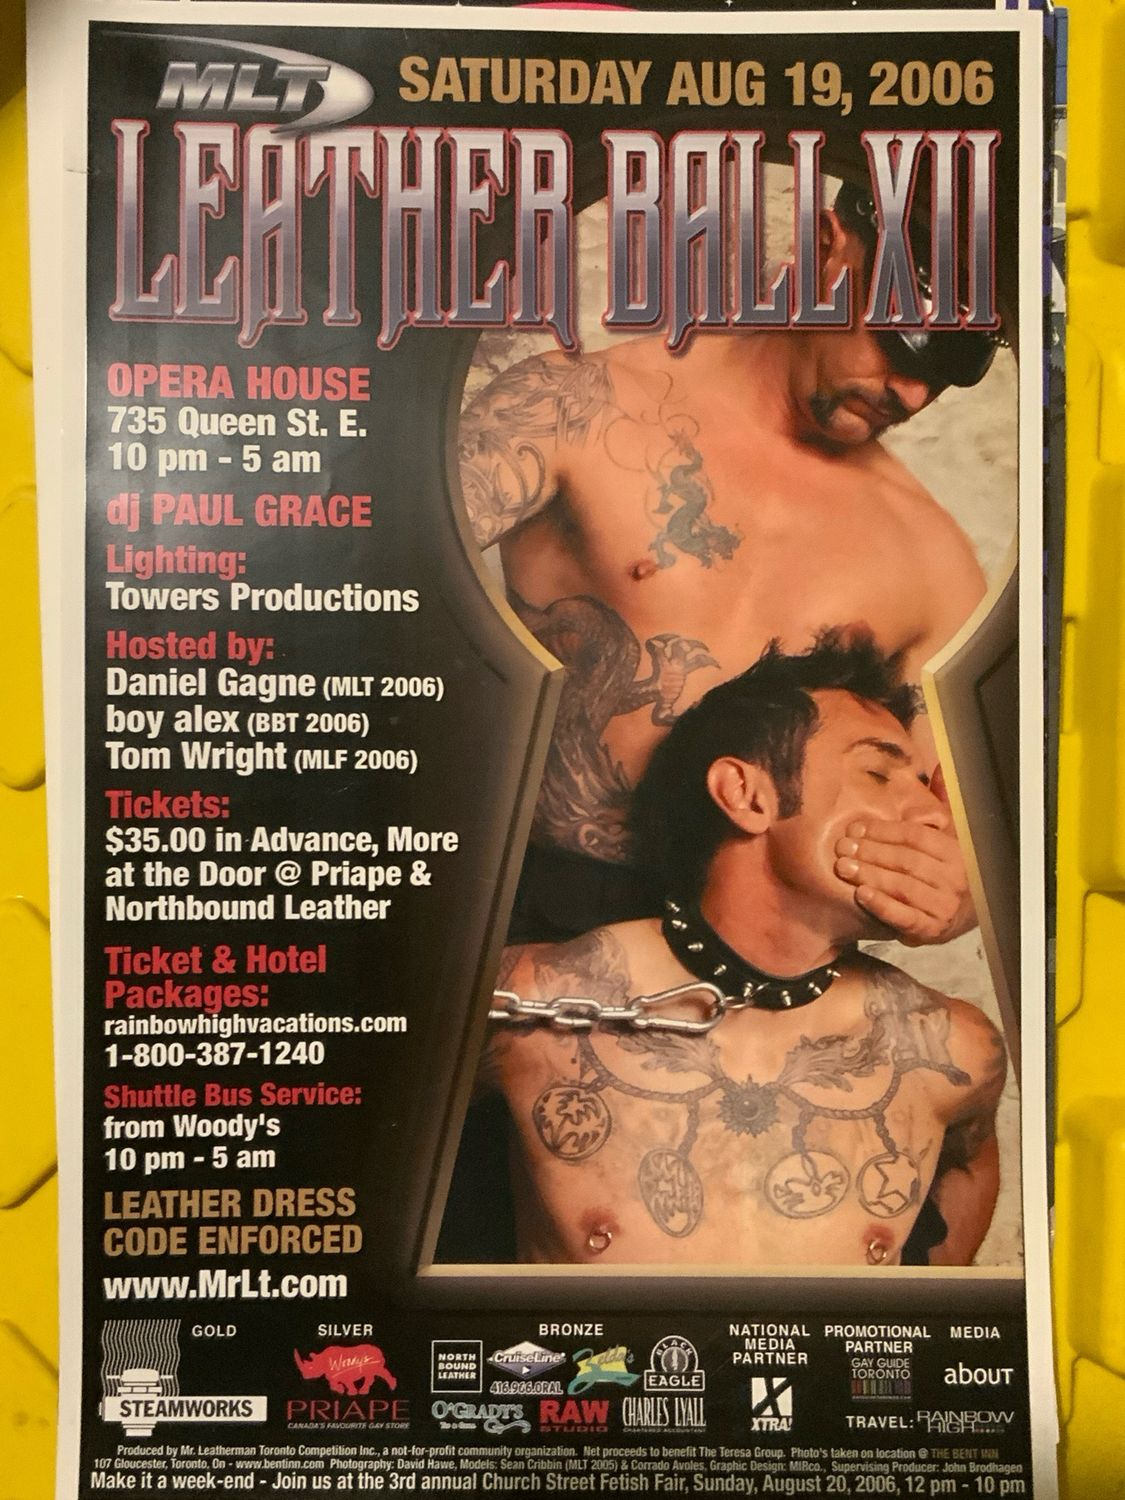 MLT
SATURDAY AUG 19, 2006
LEATHER BALL XII
OPERA HOUSE
735 Queen St. E.
10 pm - 5 am
dj PAUL GRACE
Lighting:
Towers Productions
Hosted by:
Daniel Gagne (MLT 2006)
boy alex (BBT 2006)
Tom Wright (MLF 2006)
Tickets:
$35.00 in Advance, More
at the Door @ Priape &
Northbound Leather
Ticket & Hotel
Packages:
rainbowhighvacations.com
1-800-387-1240
Shuttle Bus Service:
from Woody's
10 pm - 5 am
LEATHER DRESS
CODE ENFORCED
www.MrLt.com
GOLD
STEAMWORKS
SILVER
Woody's
PRIAPE
CANADA'S FAVOURITE GAY STORE
BRONZE
NORTH
BOUND
LEATHER
CruiseLine
416.966.ORAL
Zelda's
BLACK
EAGLE
O'GRADY'S
RAW
STUDIO
CHARLES LYALL
CHARTERED ACCOUNTANT
NATIONAL
MEDIA
PARTNER
XTRA!
PROMOTIONAL
PARTNER
GAY GUIDE
TORONTO
MEDIA
abOUT
TRAVEL: RAINBOW
HIGH
Produced by Mr. Leatherman Toronto Competition Inc., a not-for-profit community organization. Net proceeds to benefit The Teresa Group. Photo's taken on location @ THE BENT INN
107 Gloucester, Toronto, On - www.bentinn.com Photography: David Hawe, Models: Sean Cribbin (MLT 2005) & Corrado Avoles, Graphic Design: MIRco., Supervising Producer: John Brodhagen
Make it a week-end - Join us at the 3rd annual Church Street Fetish Fair, Sunday, August 20, 2006, 12 pm - 10 pm